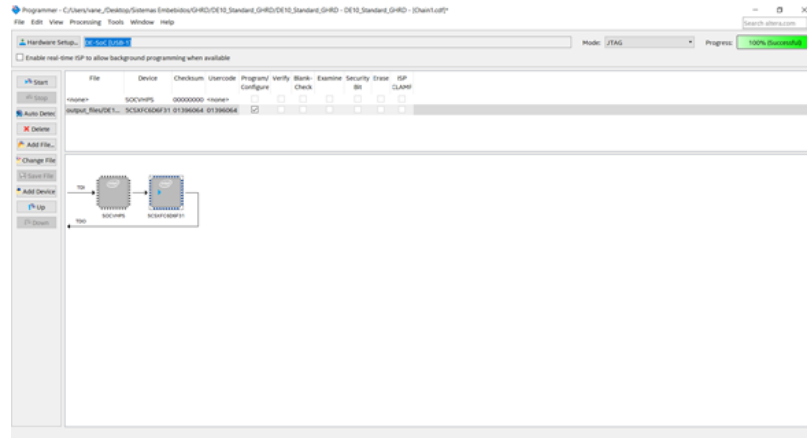 Programmer - C:/Users/vane_/Desktop/Sistemas Embebidos/GHRD/DE10_Standard_GHRD/DE10_Standard_GHRD - DE10_Standard_GHRD - [Chain1.cdf]*
File Edit View Processing Tools Window Help
Search altera.com
Hardware Setup... DE-SoC [USB-1] Mode: JTAG Progress: 100% (Successful)
Enable real-time ISP to allow background programming when available
Start
Stop
Auto Detec
Delete
Add File...
Change File
Save File
Add Device
Up
Down
File Device Checksum Usercode Program/ Configure Verify Blank- Check Examine Security Bit Erase ISP CLAMP
<none> SOCVHPS 00000000 <none>
output_files/DE1... 5CSXFC6D6F31 01396064 01396064
TDI
intel
intel
SOCVHPS
5CSXFC6D6F31
TDO